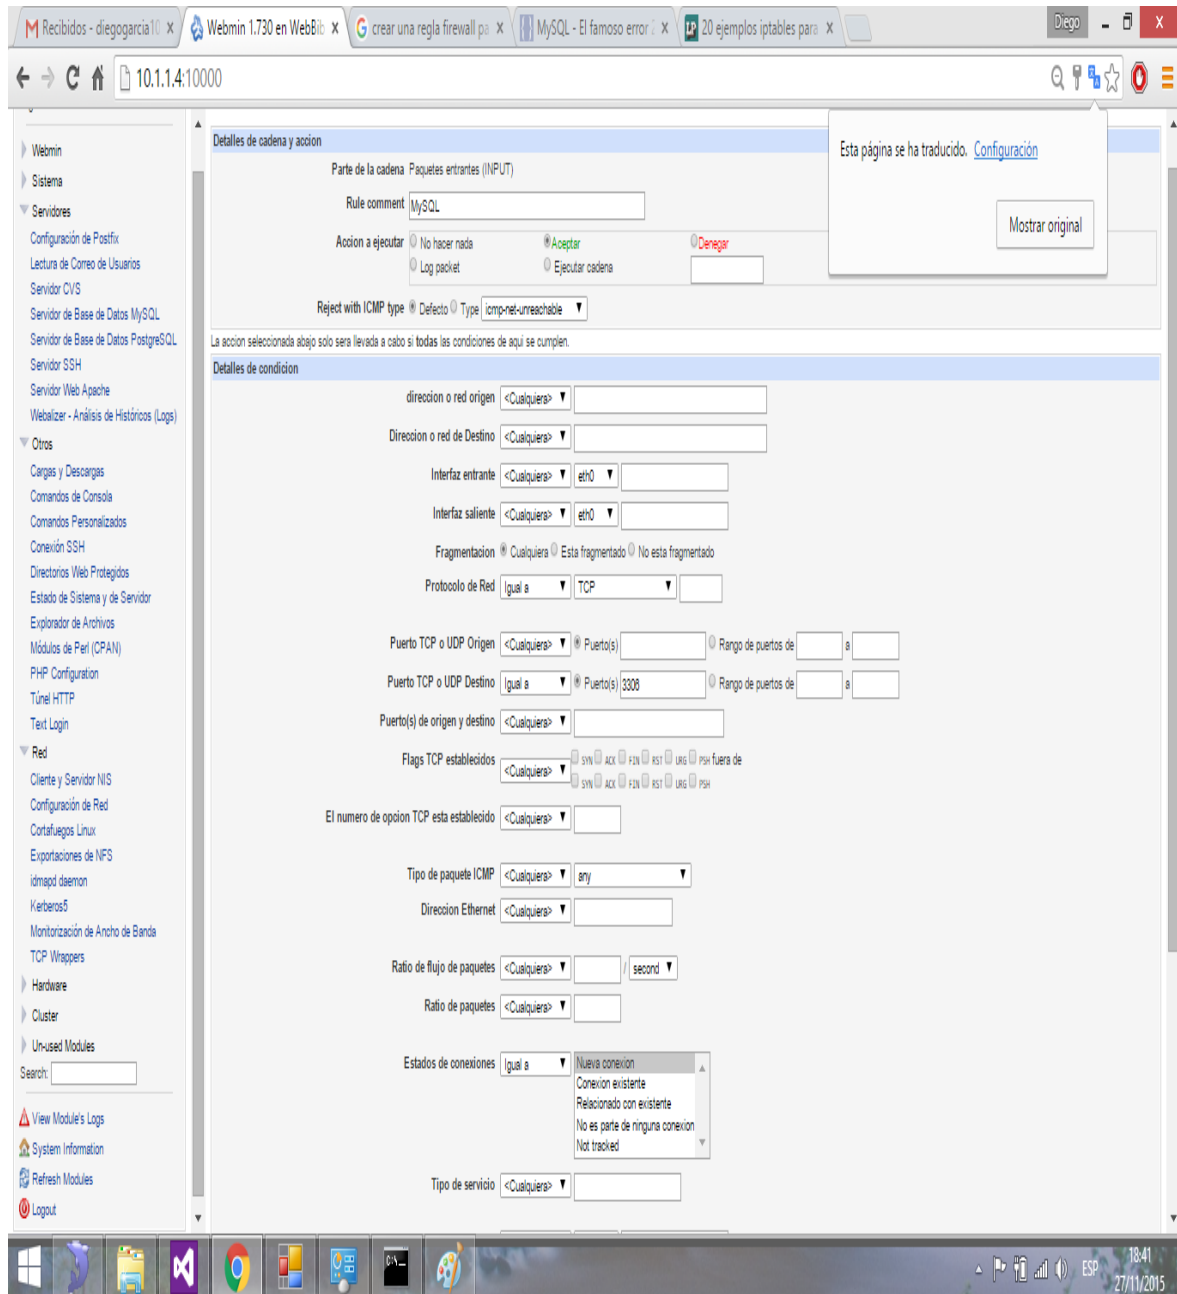 Recibidos - diegogarcia10
Webmin 1.730 en WebBib
crear una regla firewall pa
MySQL - El famoso error 2
20 ejemplos iptables para
Diego
10.1.1.4:10000
Esta página se ha traducido. Configuración
Mostrar original
Webmin
Sistema
Servidores
Configuración de Postfix
Lectura de Correo de Usuarios
Servidor CVS
Servidor de Base de Datos MySQL
Servidor de Base de Datos PostgreSQL
Servidor SSH
Servidor Web Apache
Webalizer - Análisis de Históricos (Logs)
Otros
Cargas y Descargas
Comandos de Consola
Comandos Personalizados
Conexión SSH
Directorios Web Protegidos
Estado de Sistema y de Servidor
Explorador de Archivos
Módulos de Perl (CPAN)
PHP Configuration
Túnel HTTP
Text Login
Red
Cliente y Servidor NIS
Configuración de Red
Cortafuegos Linux
Exportaciones de NFS
idmapd daemon
Kerberos5
Monitorización de Ancho de Banda
TCP Wrappers
Hardware
Cluster
Un-used Modules
Search:
View Module's Logs
System Information
Refresh Modules
Logout
Detalles de cadena y accion
Parte de la cadena Paquetes entrantes (INPUT)
Rule comment MySQL
Accion a ejecutar No hacer nada Aceptar Denegar
Log packet Ejecutar cadena
Reject with ICMP type Defecto Type icmp-net-unreachable
La accion seleccionada abajo solo sera llevada a cabo si todas las condiciones de aqui se cumplen.
Detalles de condicion
direccion o red origen <Cualquiera>
Direccion o red de Destino <Cualquiera>
Interfaz entrante <Cualquiera> eth0
Interfaz saliente <Cualquiera> eth0
Fragmentacion Cualquiera Esta fragmentado No esta fragmentado
Protocolo de Red Igual a TCP
Puerto TCP o UDP Origen <Cualquiera> Puerto(s) Rango de puertos de a
Puerto TCP o UDP Destino Igual a Puerto(s) 3306 Rango de puertos de a
Puerto(s) de origen y destino <Cualquiera>
Flags TCP establecidos <Cualquiera> SYN ACK FIN RST URG PSH fuera de
SYN ACK FIN RST URG PSH
El numero de opcion TCP esta establecido <Cualquiera>
Tipo de paquete ICMP <Cualquiera> any
Direccion Ethernet <Cualquiera>
Ratio de flujo de paquetes <Cualquiera> / second
Ratio de paquetes <Cualquiera>
Estados de conexiones Igual a Nueva conexion
Conexion existente
Relacionado con existente
No es parte de ninguna conexion
Not tracked
Tipo de servicio <Cualquiera>
C:\_
ESP
18:41
27/11/2015